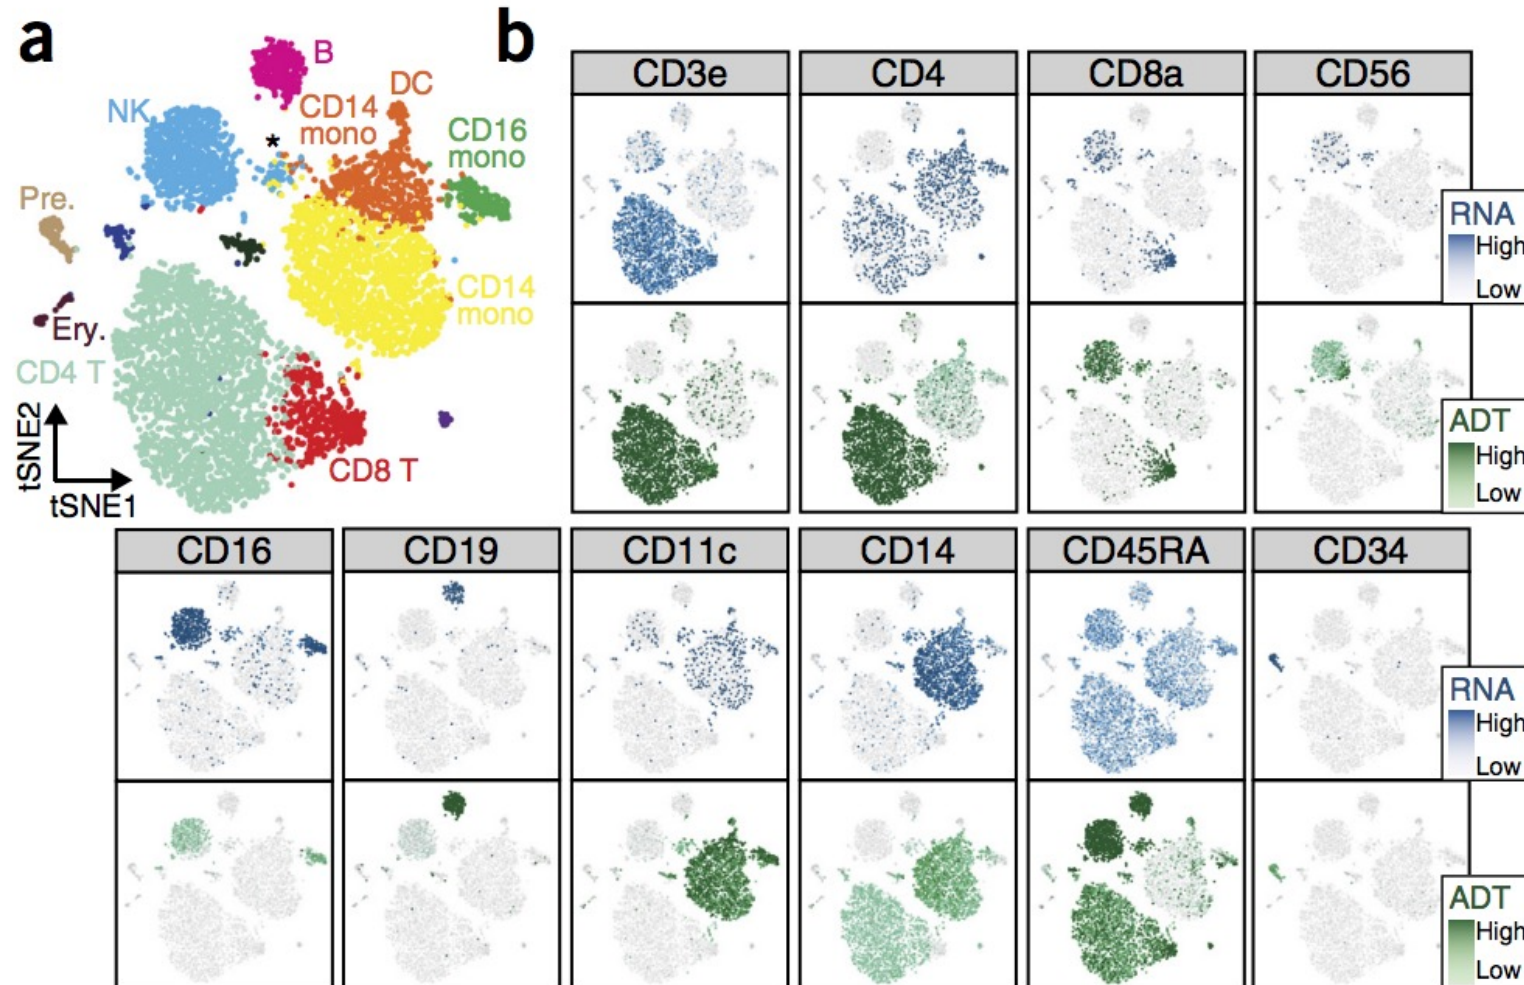 a
B
DC
NK
CD14
mono
CD16
mono
*
Pre.
CD14
mono
Ery.
CD4 T
CD8 T
tSNE2
tSNE1
b
CD3e
CD4
CD8a
CD56
RNA
High
Low
ADT
High
Low
CD16
CD19
CD11c
CD14
CD45RA
CD34
RNA
High
Low
ADT
High
Low